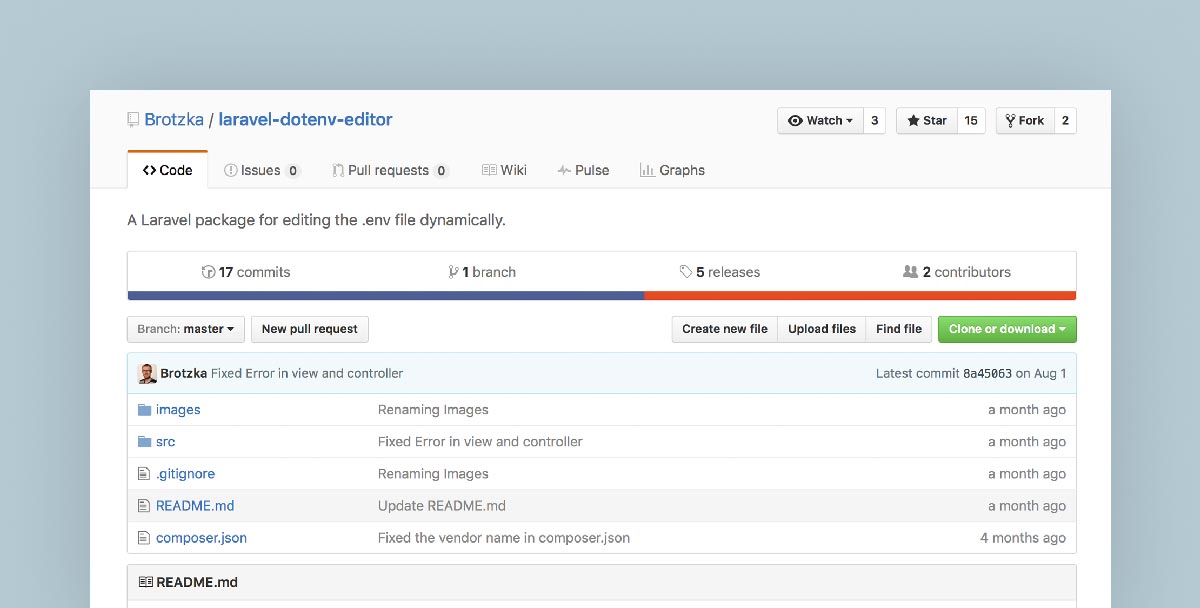 Brotzka / laravel-dotenv-editor
Watch 3 Star 15 Fork 2
Code Issues 0 Pull requests 0 Wiki Pulse Graphs
A Laravel package for editing the .env file dynamically.
17 commits 1 branch 5 releases 2 contributors
Branch: master New pull request Create new file Upload files Find file Clone or download
Brotzka Fixed Error in view and controller Latest commit 8a45063 on Aug 1
images Renaming Images a month ago
src Fixed Error in view and controller a month ago
.gitignore Renaming Images a month ago
README.md Update README.md a month ago
composer.json Fixed the vendor name in composer.json 4 months ago
README.md